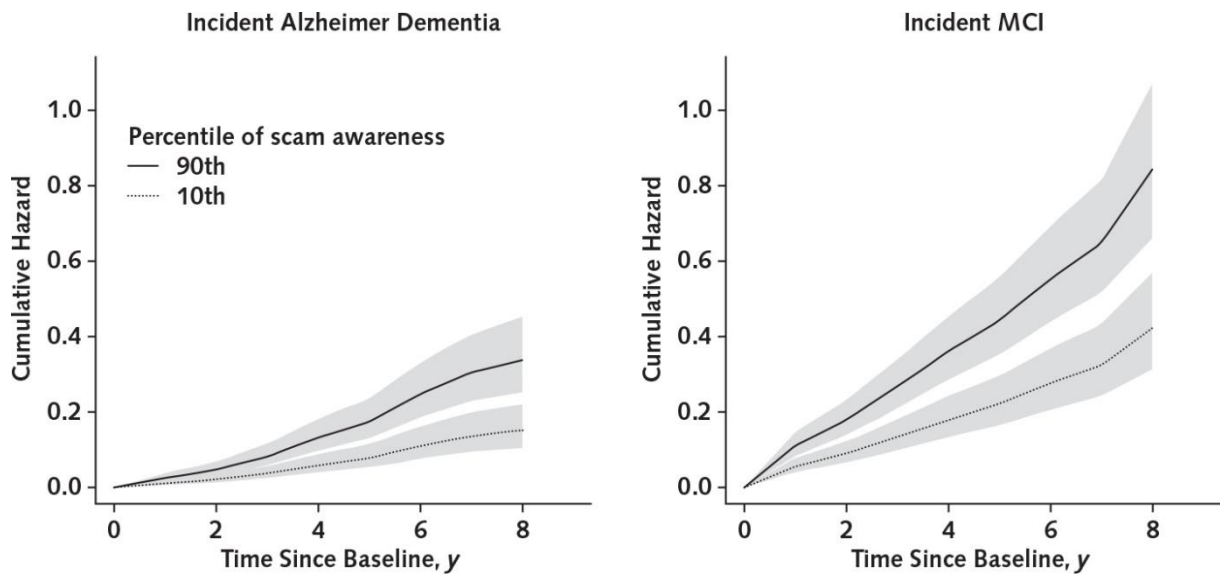 Incident Alzheimer Dementia
Cumulative Hazard
1.0
0.8
0.6
0.4
0.2
0.0
Percentile of scam awareness
90th
10th
0 2 4 6 8
Time Since Baseline, y
Incident MCI
Cumulative Hazard
1.0
0.8
0.6
0.4
0.2
0.0
0 2 4 6 8
Time Since Baseline, y